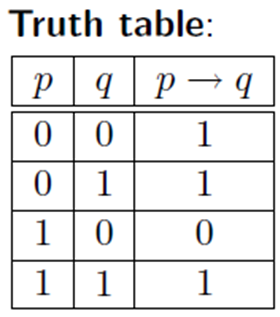 Truth table:
p q p → q
0 0 1
0 1 1
1 0 0
1 1 1